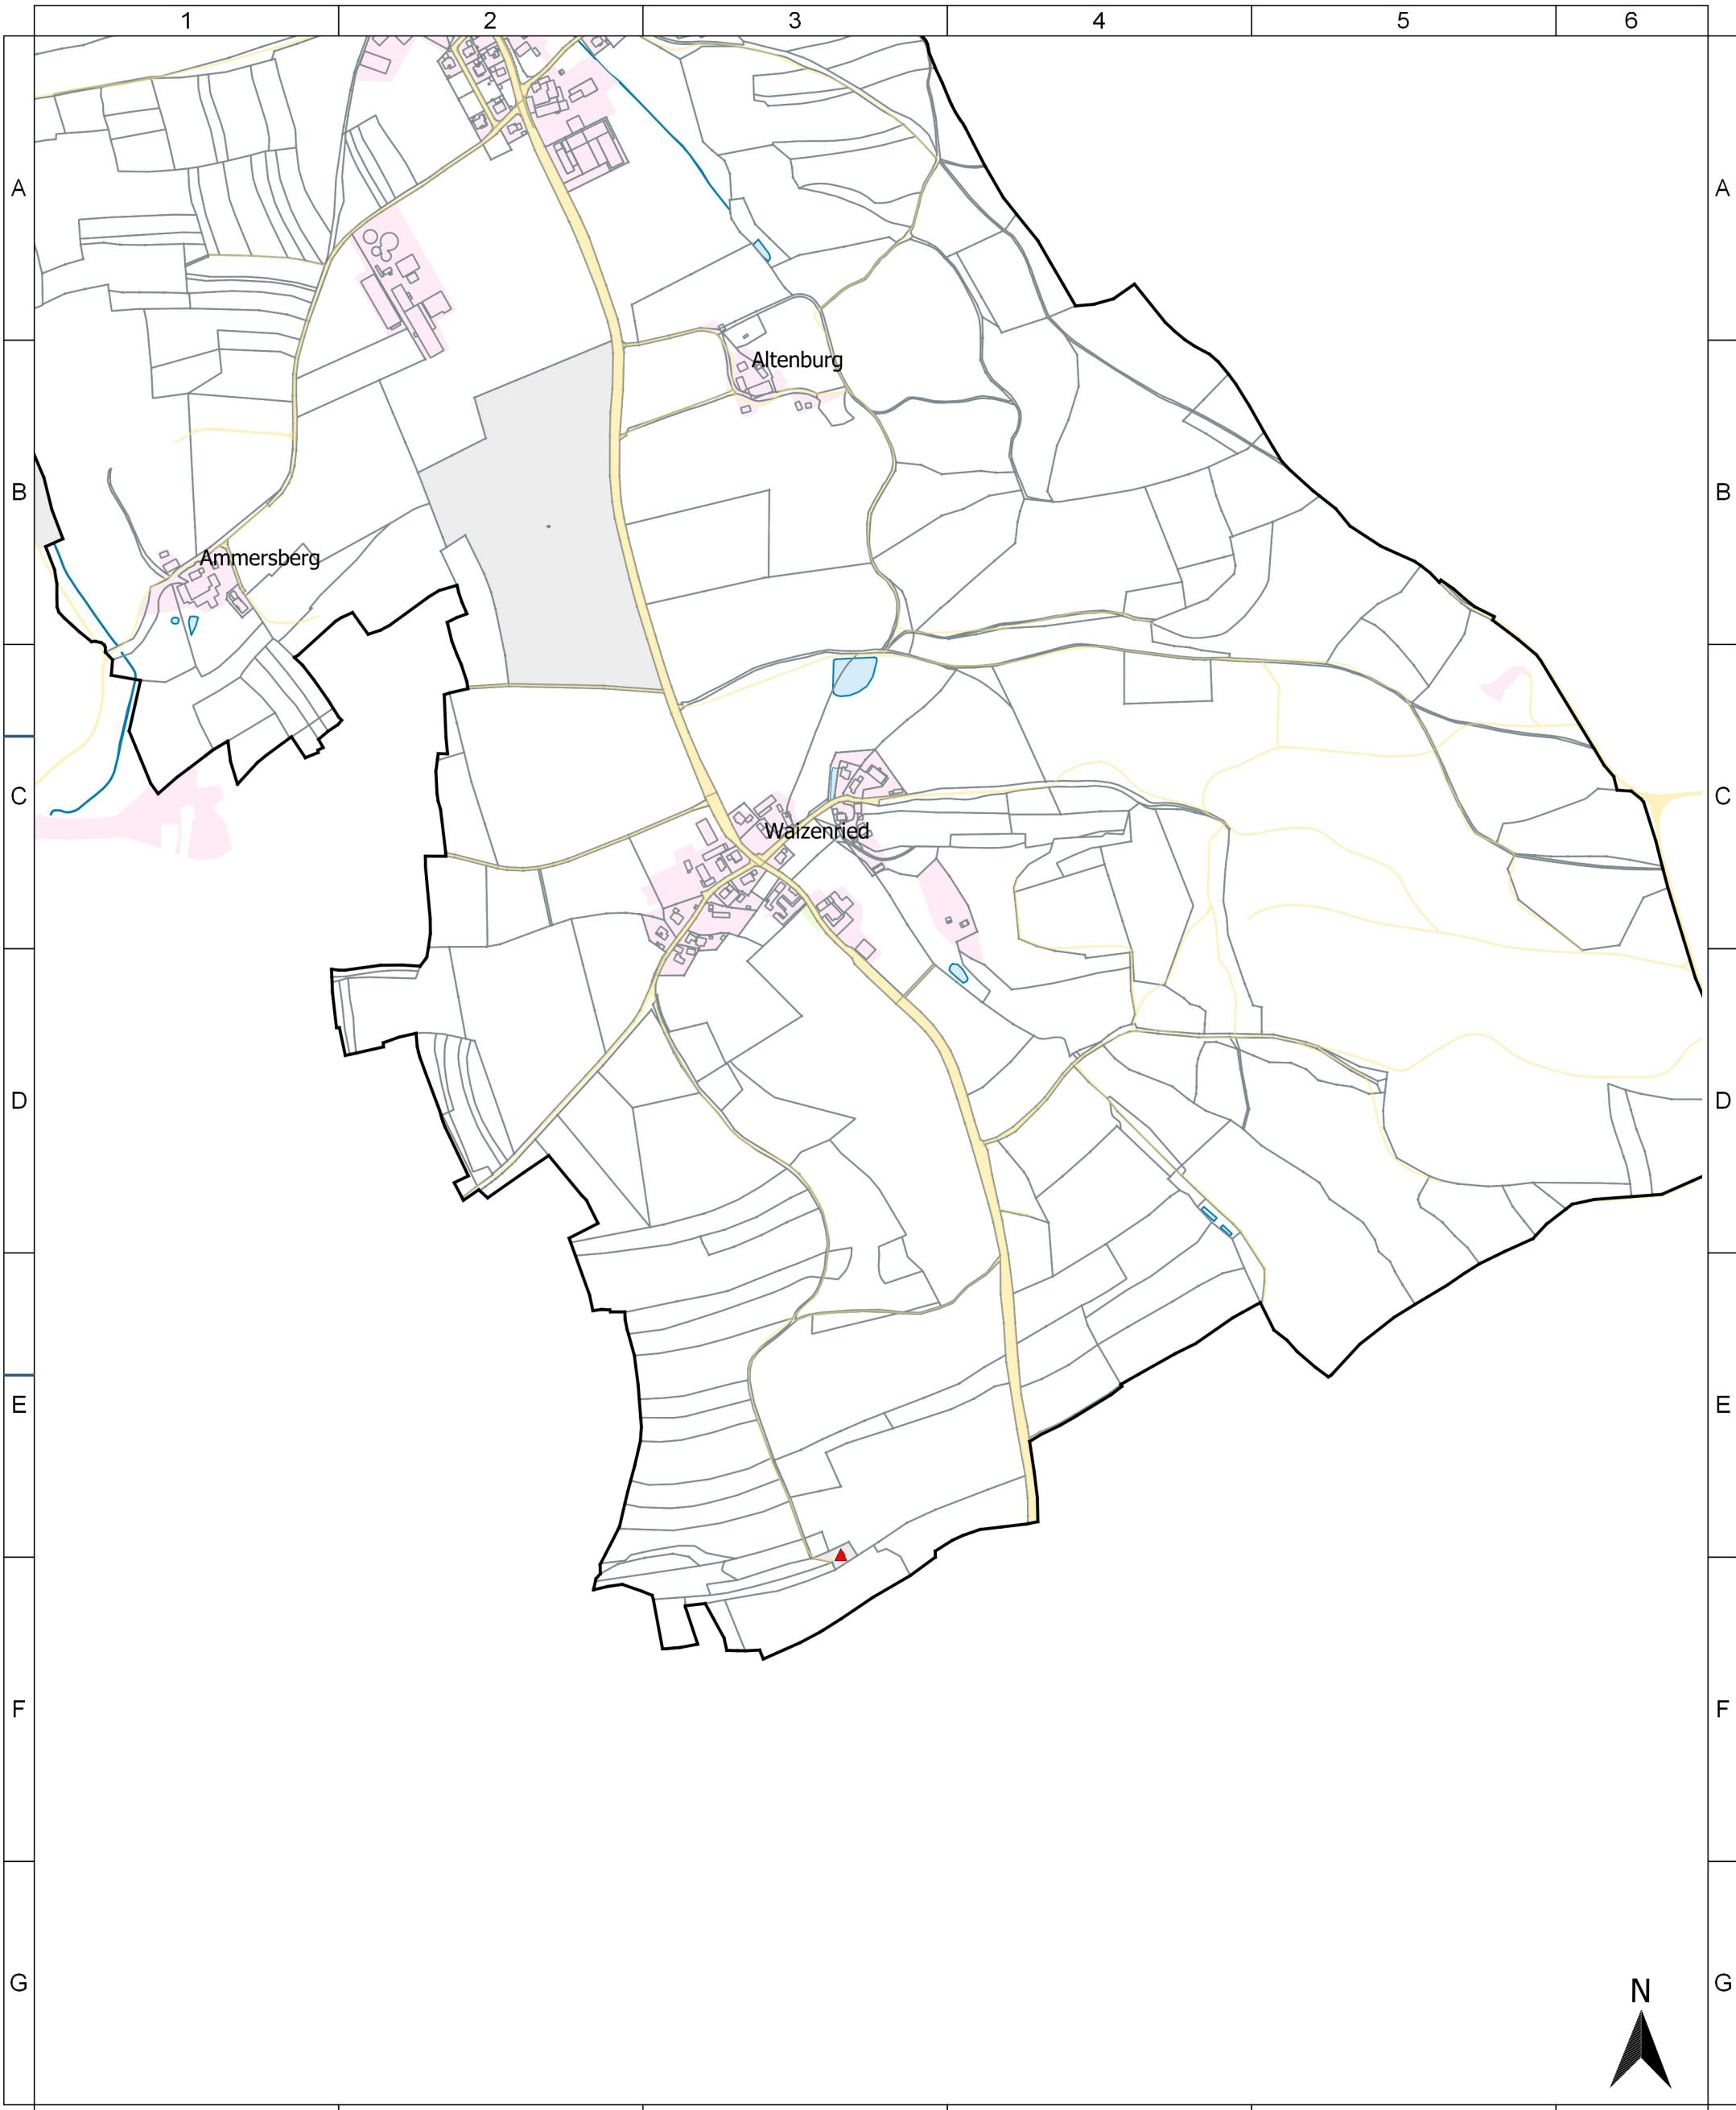 1 2 3 4 5 6
A A
Altenburg
B B
Ammersberg
C C
Waizenried
D D
E E
F F
G G
N